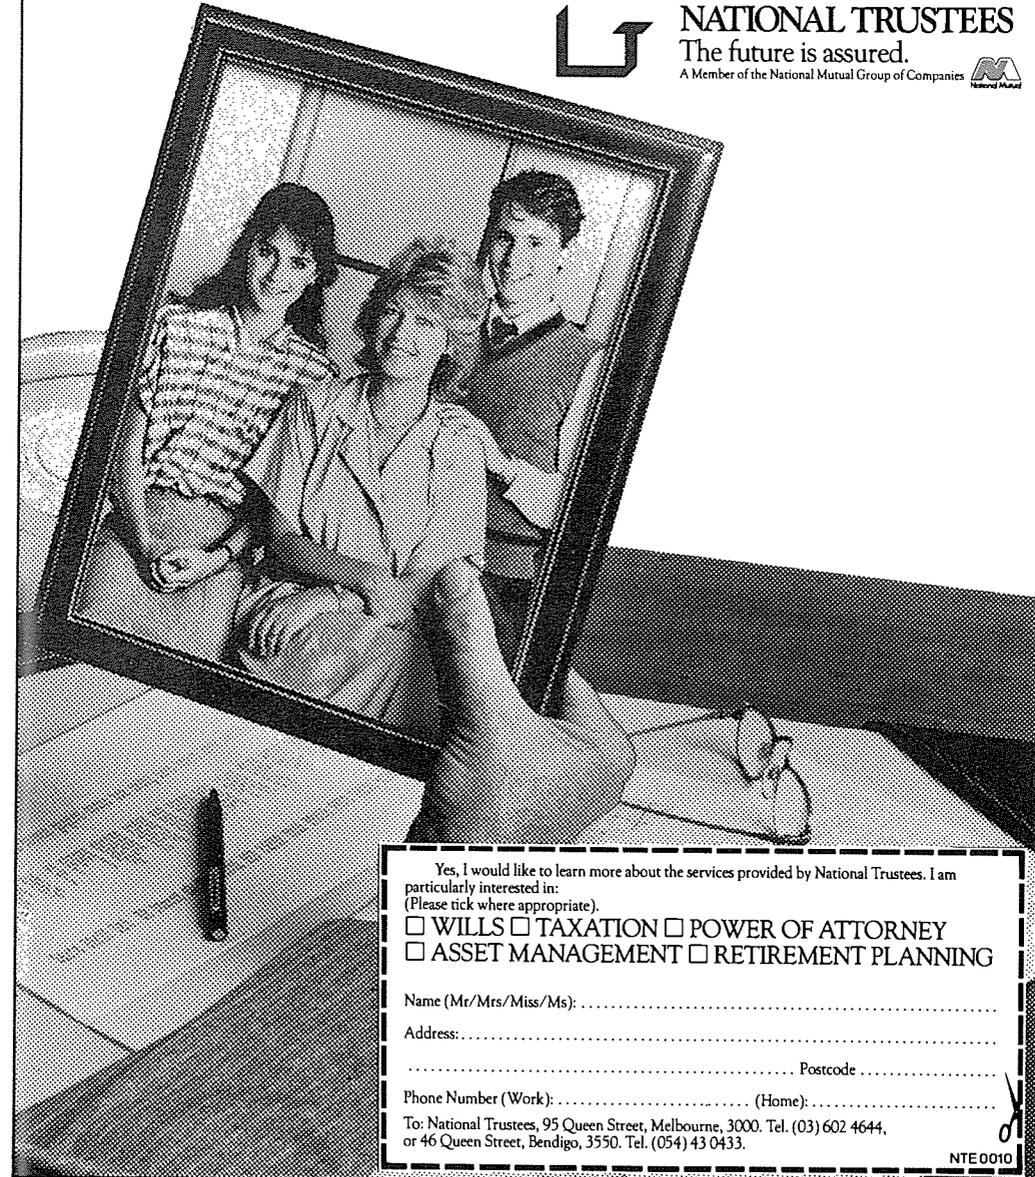 NATIONAL TRUSTEES
The future is assured.
A Member of the National Mutual Group of Companies
National Mutual
Yes, I would like to learn more about the services provided by National Trustees. I am
particularly interested in:
(Please tick where appropriate).
☐ WILLS ☐ TAXATION ☐ POWER OF ATTORNEY
☐ ASSET MANAGEMENT ☐ RETIREMENT PLANNING
Name (Mr/Mrs/Miss/Ms): ..........
Address: ..........
.......... Postcode ..........
Phone Number (Work): .......... (Home): ..........
To: National Trustees, 95 Queen Street, Melbourne, 3000. Tel. (03) 602 4644,
or 46 Queen Street, Bendigo, 3550. Tel. (054) 43 0433.
NTE 0010